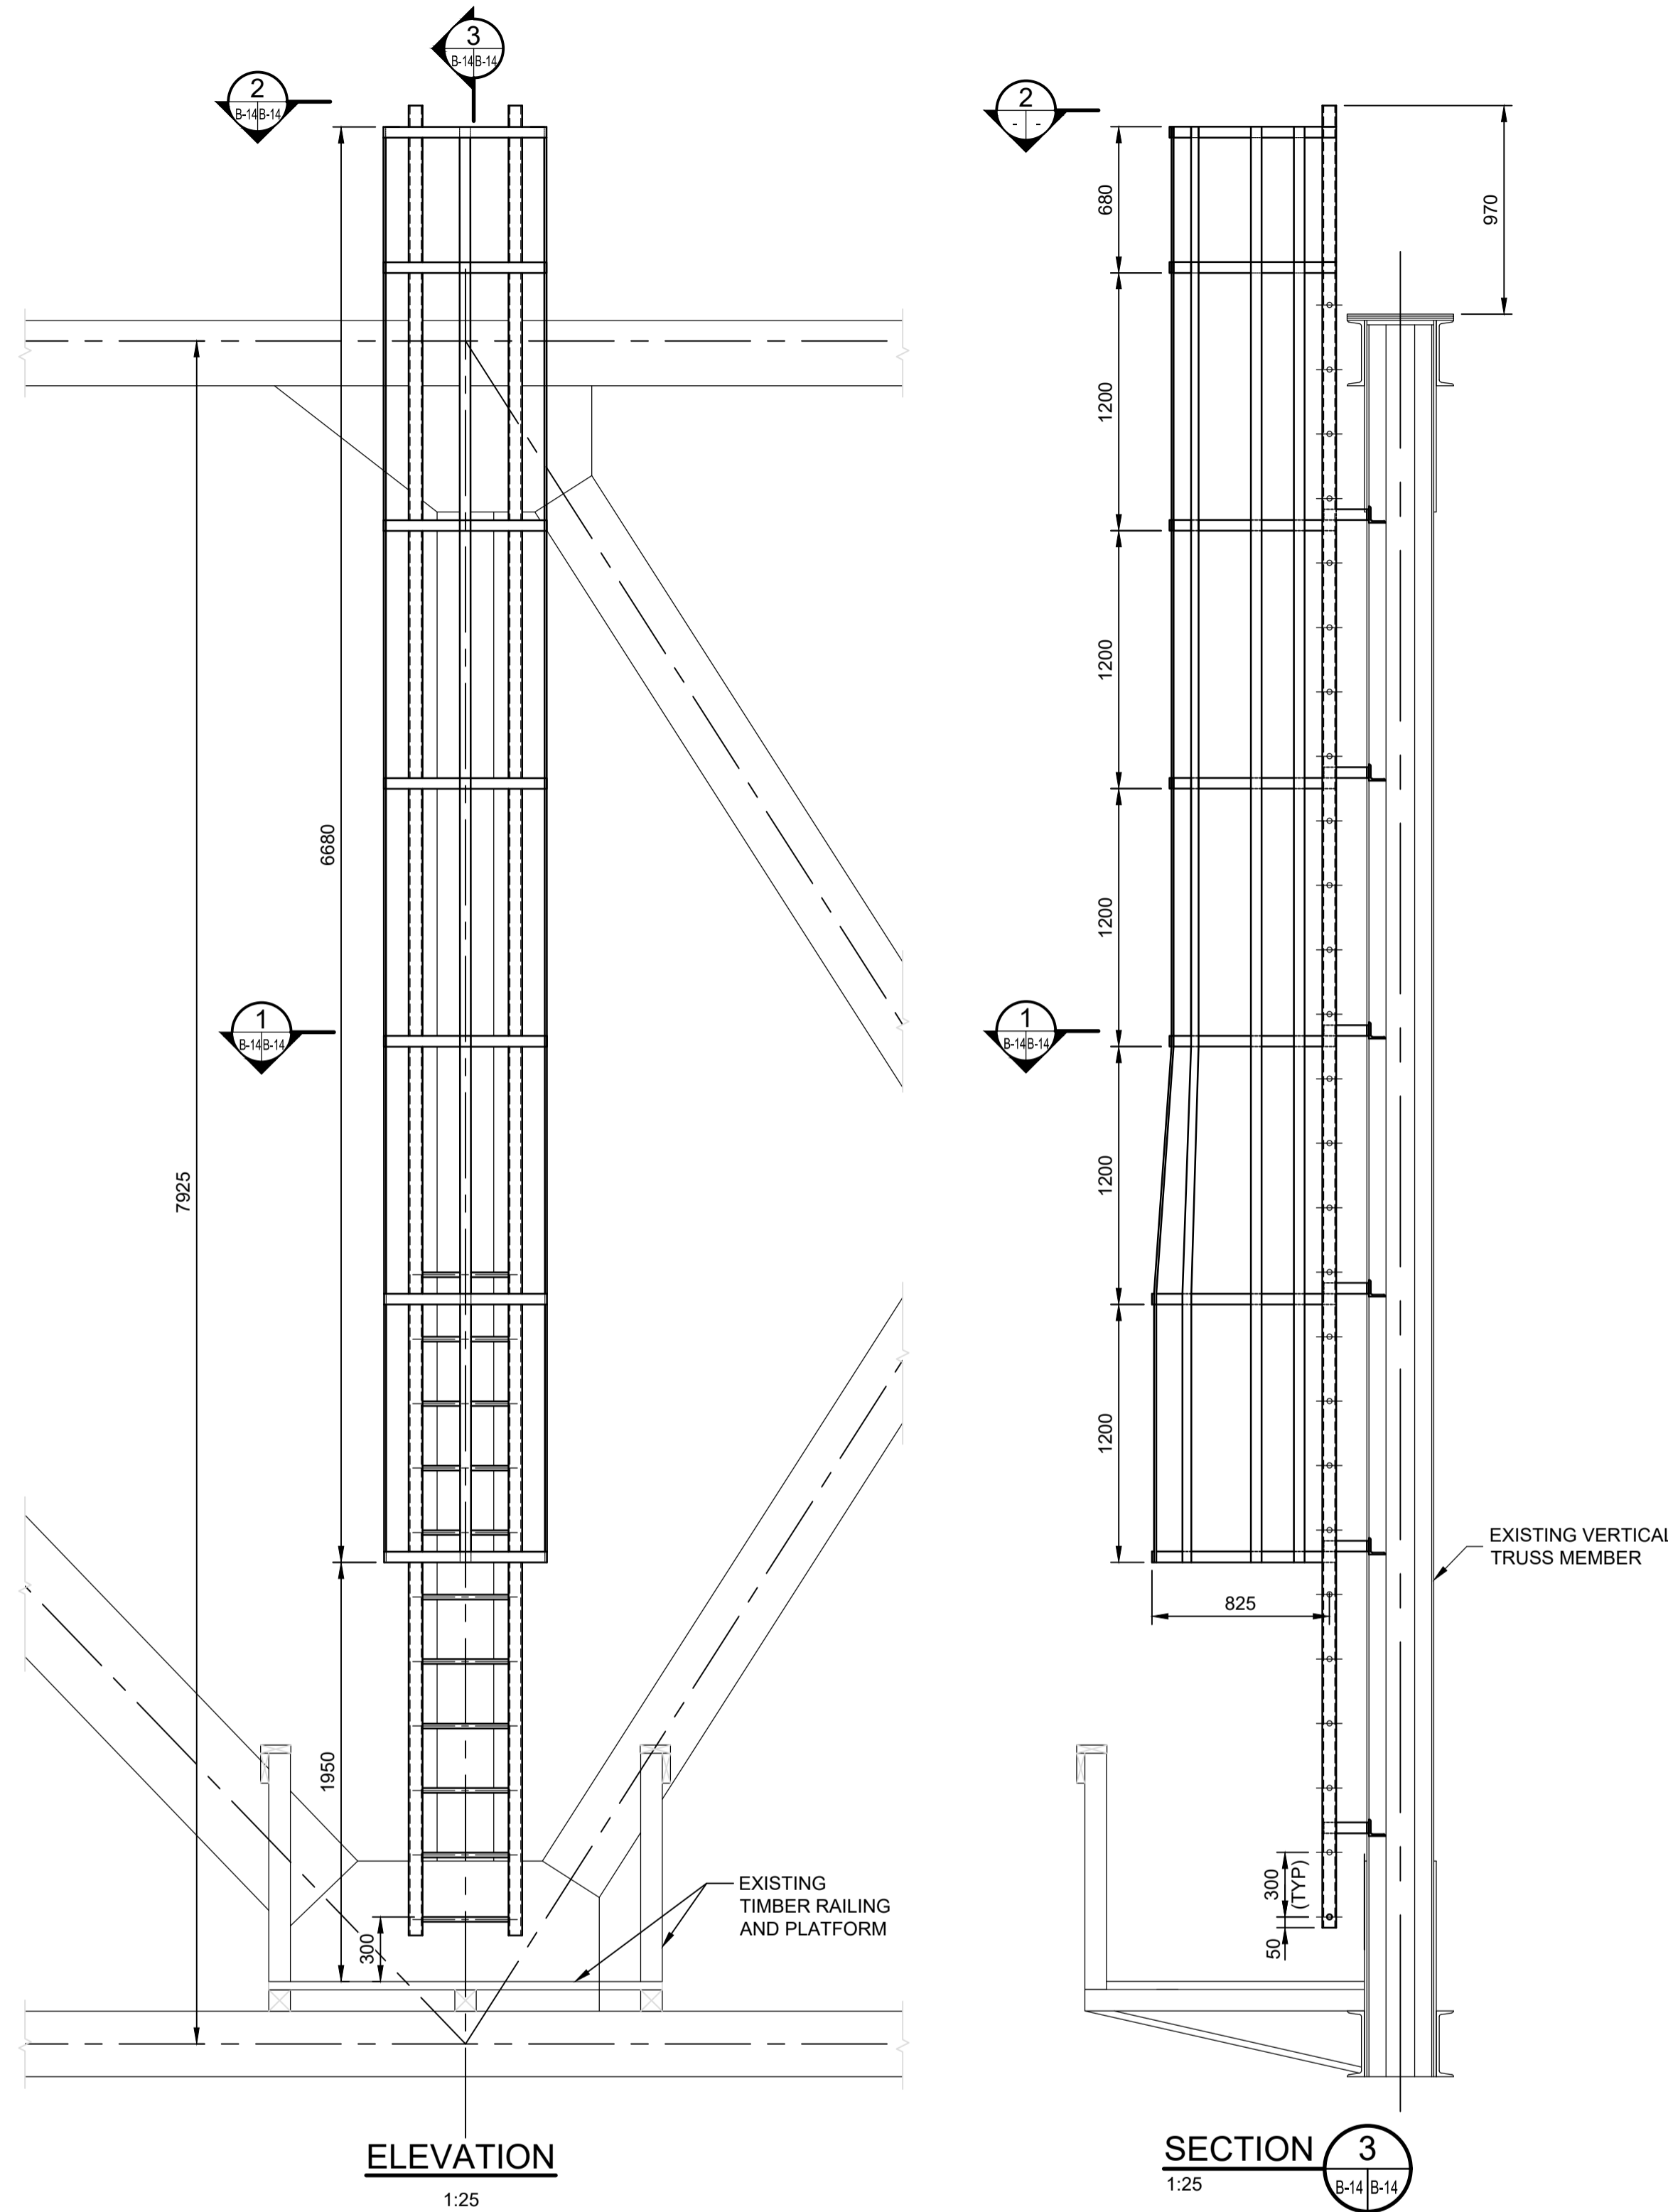 3
B-14 B-14
2
B-14 B-14
2
- -
680
970
1200
1200
6680
1200
1
B-14 B-14
1
B-14 B-14
7925
1200
1200
EXISTING VERTICAL
TRUSS MEMBER
825
1950
EXISTING
TIMBER RAILING
AND PLATFORM
300
300
(TYP)
50
ELEVATION
1:25
SECTION
1:25
3
B-14 B-14